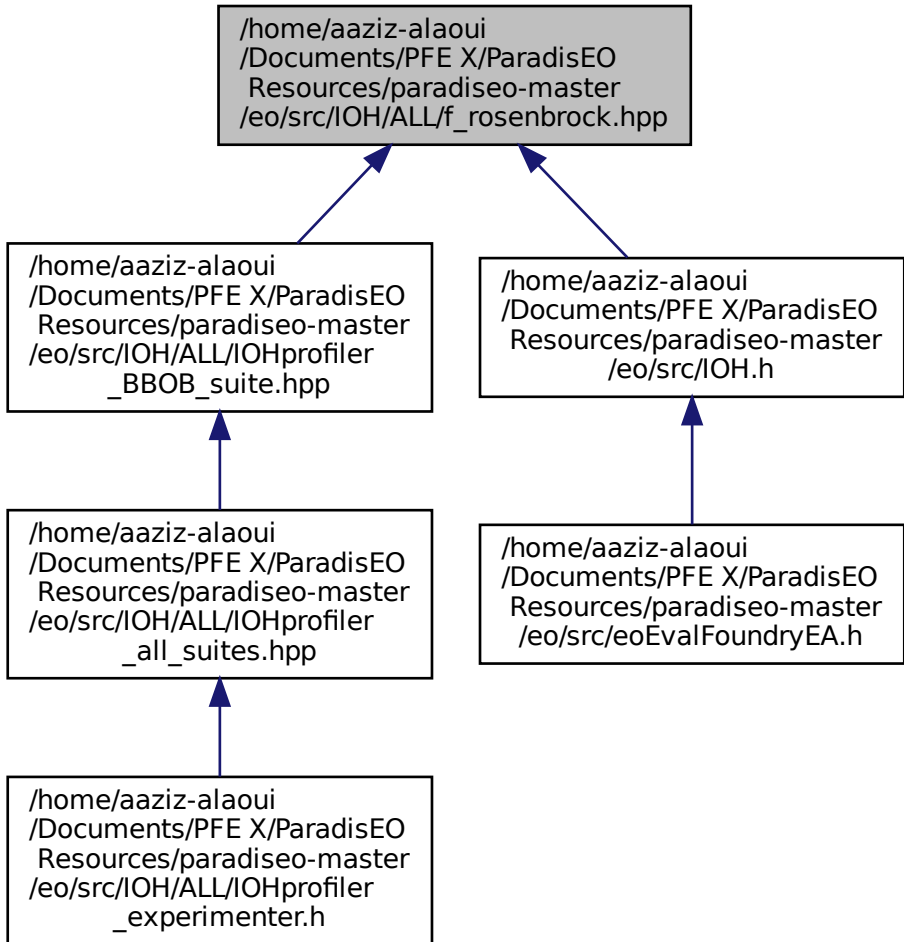 /home/aaziz-alaoui
/Documents/PFE X/ParadisEO
Resources/paradiseo-master
/eo/src/IOH/ALL/f_rosenbrock.hpp
/home/aaziz-alaoui
/Documents/PFE X/ParadisEO
Resources/paradiseo-master
/eo/src/IOH/ALL/IOHprofiler
_BBOB_suite.hpp
/home/aaziz-alaoui
/Documents/PFE X/ParadisEO
Resources/paradiseo-master
/eo/src/IOH.h
/home/aaziz-alaoui
/Documents/PFE X/ParadisEO
Resources/paradiseo-master
/eo/src/IOH/ALL/IOHprofiler
_all_suites.hpp
/home/aaziz-alaoui
/Documents/PFE X/ParadisEO
Resources/paradiseo-master
/eo/src/eoEvalFoundryEA.h
/home/aaziz-alaoui
/Documents/PFE X/ParadisEO
Resources/paradiseo-master
/eo/src/IOH/ALL/IOHprofiler
_experimenter.h